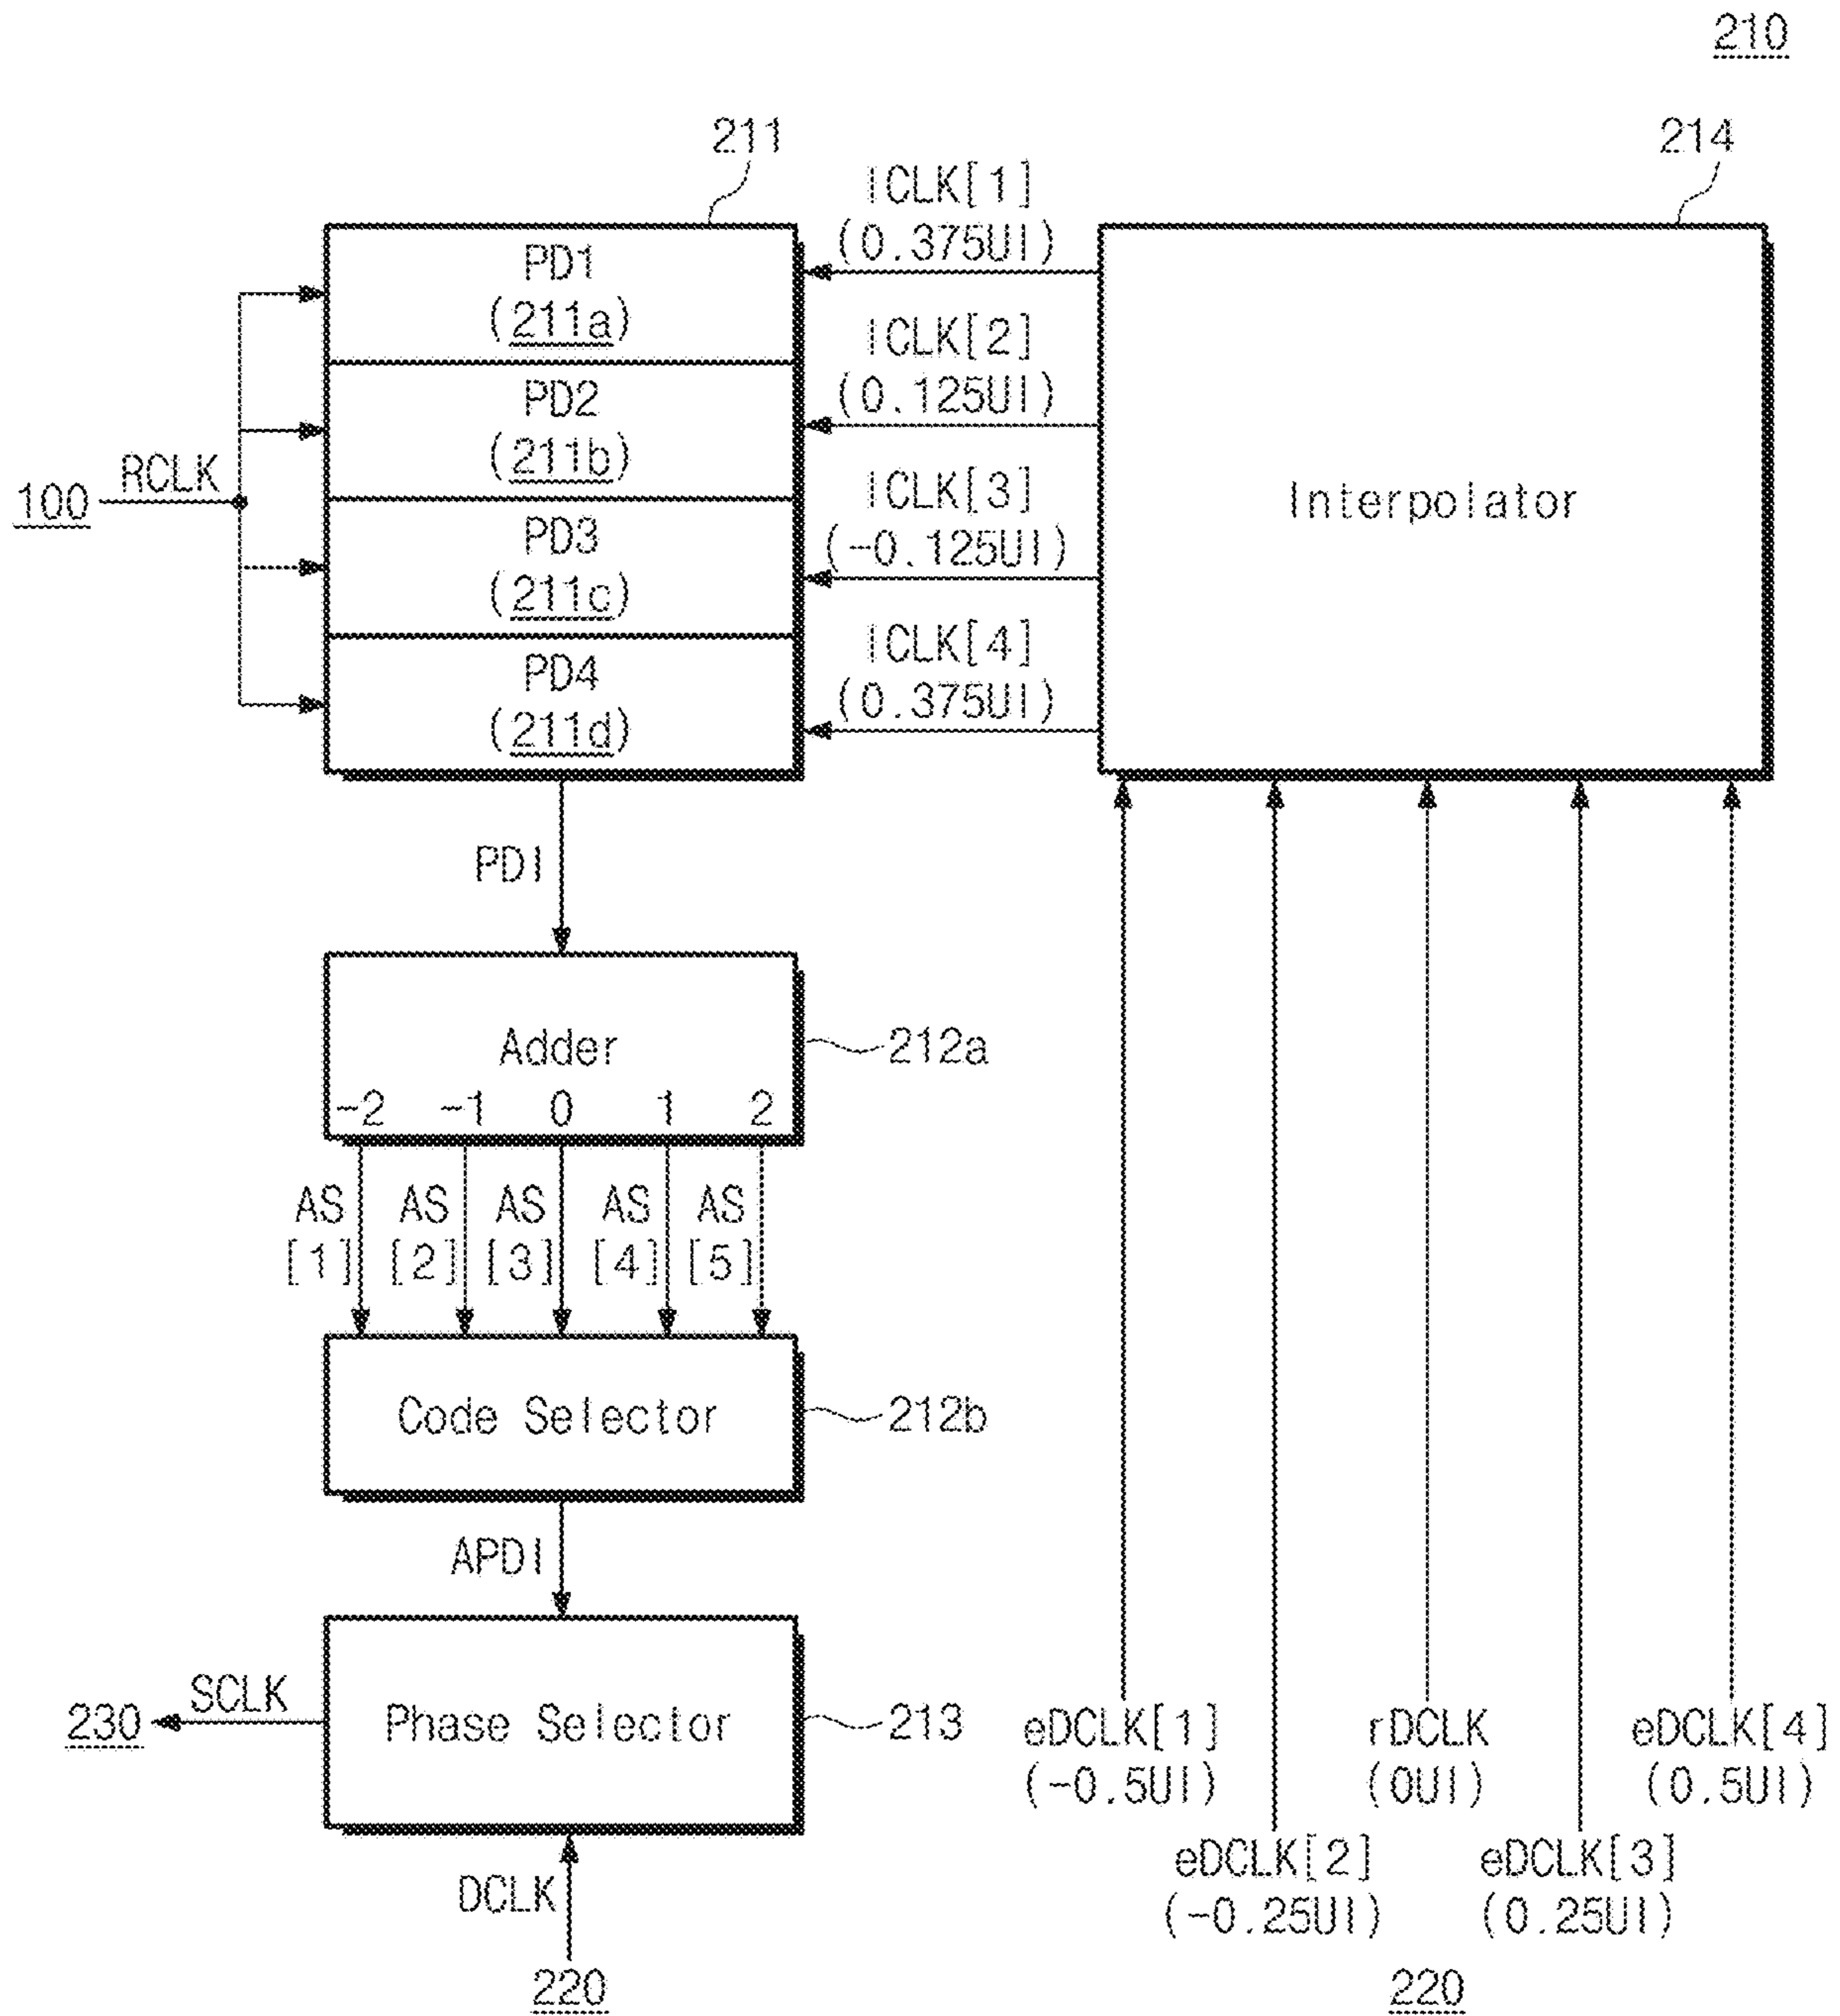 210
211
214
ICLK[1]
(0.375UI)
PD1
(211a)
ICLK[2]
(0.125UI)
PD2
(211b)
RCLK
100
ICLK[3]
(-0.125UI)
PD3
(211c)
Interpolator
ICLK[4]
(0.375UI)
PD4
(211d)
PDI
Adder
212a
-2 -1 0 1 2
AS AS AS AS AS
[1] [2] [3] [4] [5]
Code Selector
212b
APDI
SCLK
230
Phase Selector
213
DCLK
220
eDCLK[1]
(-0.5UI)
rDCLK
(0UI)
eDCLK[4]
(0.5UI)
eDCLK[2]
(-0.25UI)
eDCLK[3]
(0.25UI)
220